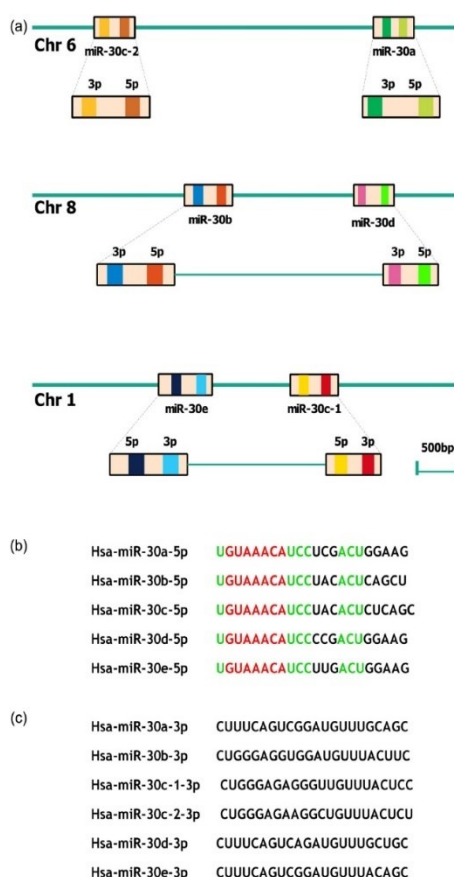 (a)
Chr 6
miR-30c-2 miR-30a
3p 5p 3p 5p
Chr 8
miR-30b miR-30d
3p 5p 3p 5p
Chr 1
miR-30e miR-30c-1
5p 3p 5p 3p
500bp
(b)
Hsa-miR-30a-5p UGUAAACAUCCUCGACUGGAAG
Hsa-miR-30b-5p UGUAAACAUCCUACACUCAGCU
Hsa-miR-30c-5p UGUAAACAUCCUACACUCUCAGC
Hsa-miR-30d-5p UGUAAACAUCCCCGACUGGAAG
Hsa-miR-30e-5p UGUAAACAUCCUUGACUGGAAG
(c)
Hsa-miR-30a-3p CUUUCAGUCGGAUGUUUGCAGC
Hsa-miR-30b-3p CUGGGAGGUGGAUGUUUACUUC
Hsa-miR-30c-1-3p CUGGGAGAGGGUUGUUUACUCC
Hsa-miR-30c-2-3p CUGGGAGAAGGCUGUUUACUCU
Hsa-miR-30d-3p CUUUCAGUCAGAUGUUUGCUGC
Hsa-miR-30e-3p CUUUCAGUCGGAUGUUUACAGC